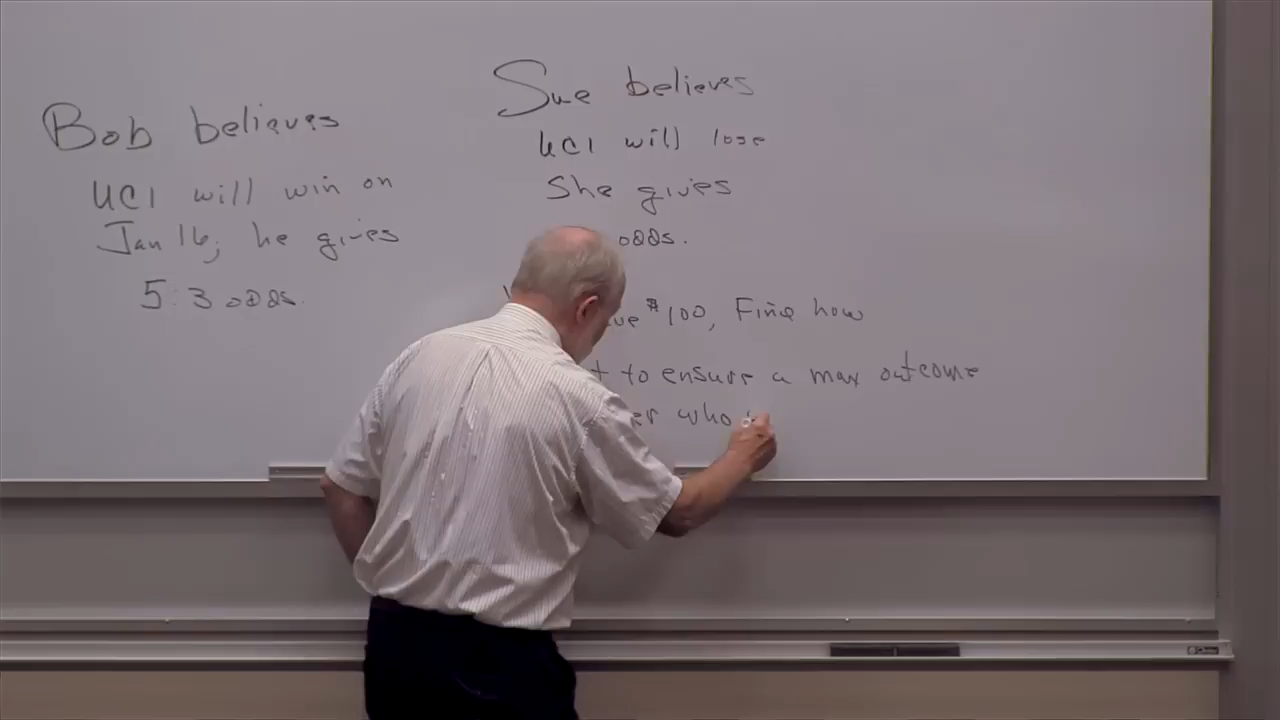 Bob believes
UCI will win on
Jan 16, he gives
5:3 odds.
Sue believes
UCI will lose
She gives
odds.
$100, Find how
to ensure a max outcome
who